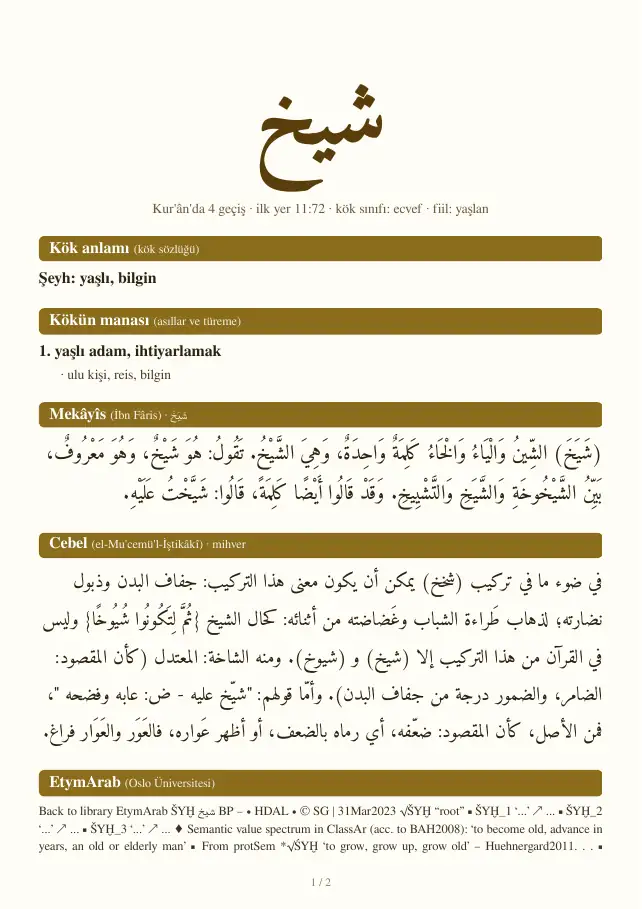 شيخ
Kur'ân'da 4 geçiş · ilk yer 11:72 · kök sınıfı: ecvef · fiil: yaşlan
Kök anlamı (kök sözlüğü)
Şeyh: yaşlı, bilgin
Kökün manası (asıllar ve türeme)
1. yaşlı adam, ihtiyarlamak
· ulu kişi, reis, bilgin
Mekâyîs (İbn Fâris) · شَيَخَ
(شَيَخَ) الشِّينُ وَالْيَاءُ وَالْخَاءُ كَلِمَةٌ وَاحِدَةٌ، وَهِيَ الشَّيْخُ. تَقُولُ: هُوَ شَيْخٌ، وَهُوَ مَعْرُوفٌ،
بَيِّنُ الشَّيْخُوخَةِ وَالشَّيَخِ وَالتَّشْيِيخِ. وَقَدْ قَالُوا أَيْضًا كَلِمَةً، قَالُوا: شَيَّخْتُ عَلَيْهِ.
Cebel (el-Mu'cemü'l-İştikâkî) · mihver
في ضوء ما في تركيب (شخخ) يمكن أن يكون معنى هذا التركيب: جفاف البدن وذبول
نضارته؛ لذهاب طَراءة الشباب وغَضاضته من أثنائه: كحال الشيخ {ثُمَّ لِتَكُونُوا شُيُوخًا} وليس
في القرآن من هذا التركيب إلا (شيخ) و (شيوخ). ومنه الشاخة: المعتدل (كأن المقصود:
الضامر، والضمور درجة من جفاف البدن). وأمّا قولهم: "شيّخ عليه - ض: عابه وفضحه"،
فمن الأصل، كأن المقصود: ضعّفه، أي رماه بالضعف، أو أظهر عَواره، فالعَوَر والعَوَار فراغ.
EtymArab (Oslo Üniversitesi)
Back to library EtymArab ŠYḪ شيخ BP – • HDAL • © SG | 31Mar2023 √ŠYḪ “root” ▪ ŠYḪ_1 ‘...’ ↗ ... ▪ ŠYḪ_2
‘...’ ↗ ... ▪ ŠYḪ_3 ‘...’ ↗ ... ♦ Semantic value spectrum in ClassAr (acc. to BAH2008): ‘to become old, advance in
years, an old or elderly man’ ▪ From protSem *√ŠYḪ ‘to grow, grow up, grow old’ – Huehnergard2011. . . ▪
1 / 2